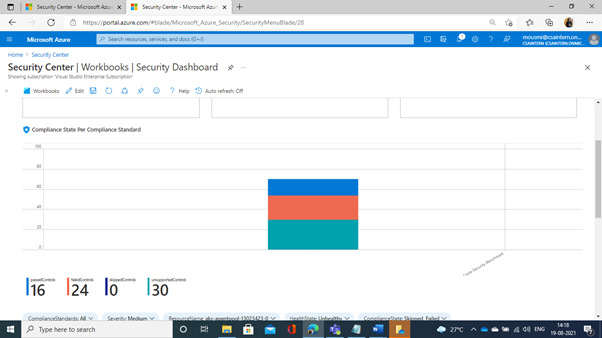 Security Center - Microsoft Azu
Security Center - Microsoft Azur
https://portal.azure.com/#blade/Microsoft_Azure_Security/SecurityMenuBlade/28
Microsoft Azure
Search resources, services, and docs (G+/)
1
mousmi@csaintern.on...
CSAINTERN (CSAINTERN.ONMIC...
Home > Security Center
Security Center | Workbooks | Security Dashboard
Showing subscription 'Visual Studio Enterprise Subscription'
Workbooks
Edit
Help
Auto refresh: Off
Compliance State Per Compliance Standard
100
80
60
40
20
0
Azure Security Benchmark
passedControls
16
failedControls
24
skippedControls
0
unsupportedControls
30
ComplianceStandards: All
Severity: Medium
ResourceName: aks-agentpool-13023423-0
HealthState: Unhealthy
ComplianceState: Skipped, Failed
Type here to search
27°C
ENG
14:18
19-08-2021